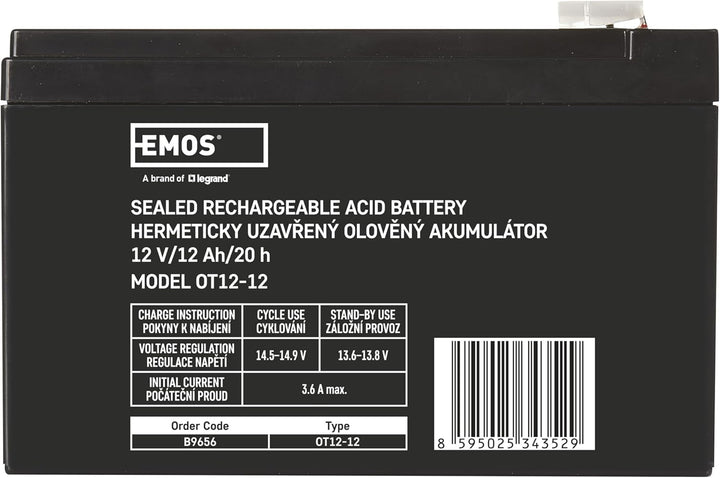 EMOS®
A brand of legrand
SEALED RECHARGEABLE ACID BATTERY
HERMETICKY UZAVŘENÝ OLOVĚNÝ AKUMULÁTOR
12 V/12 Ah/20 h
MODEL OT12-12
CHARGE INSTRUCTION CYCLE USE STAND-BY USE
POKYNY K NABÍJENÍ CYKLOVÁNÍ ZÁLOŽNÍ PROVOZ
VOLTAGE REGULATION
REGULACE NAPĚTÍ 14.5–14.9 V 13.6–13.8 V
INITIAL CURRENT
POČÁTEČNÍ PROUD 3.6 A max.
Order Code Type
B9656 OT12-12
8 595025 343529